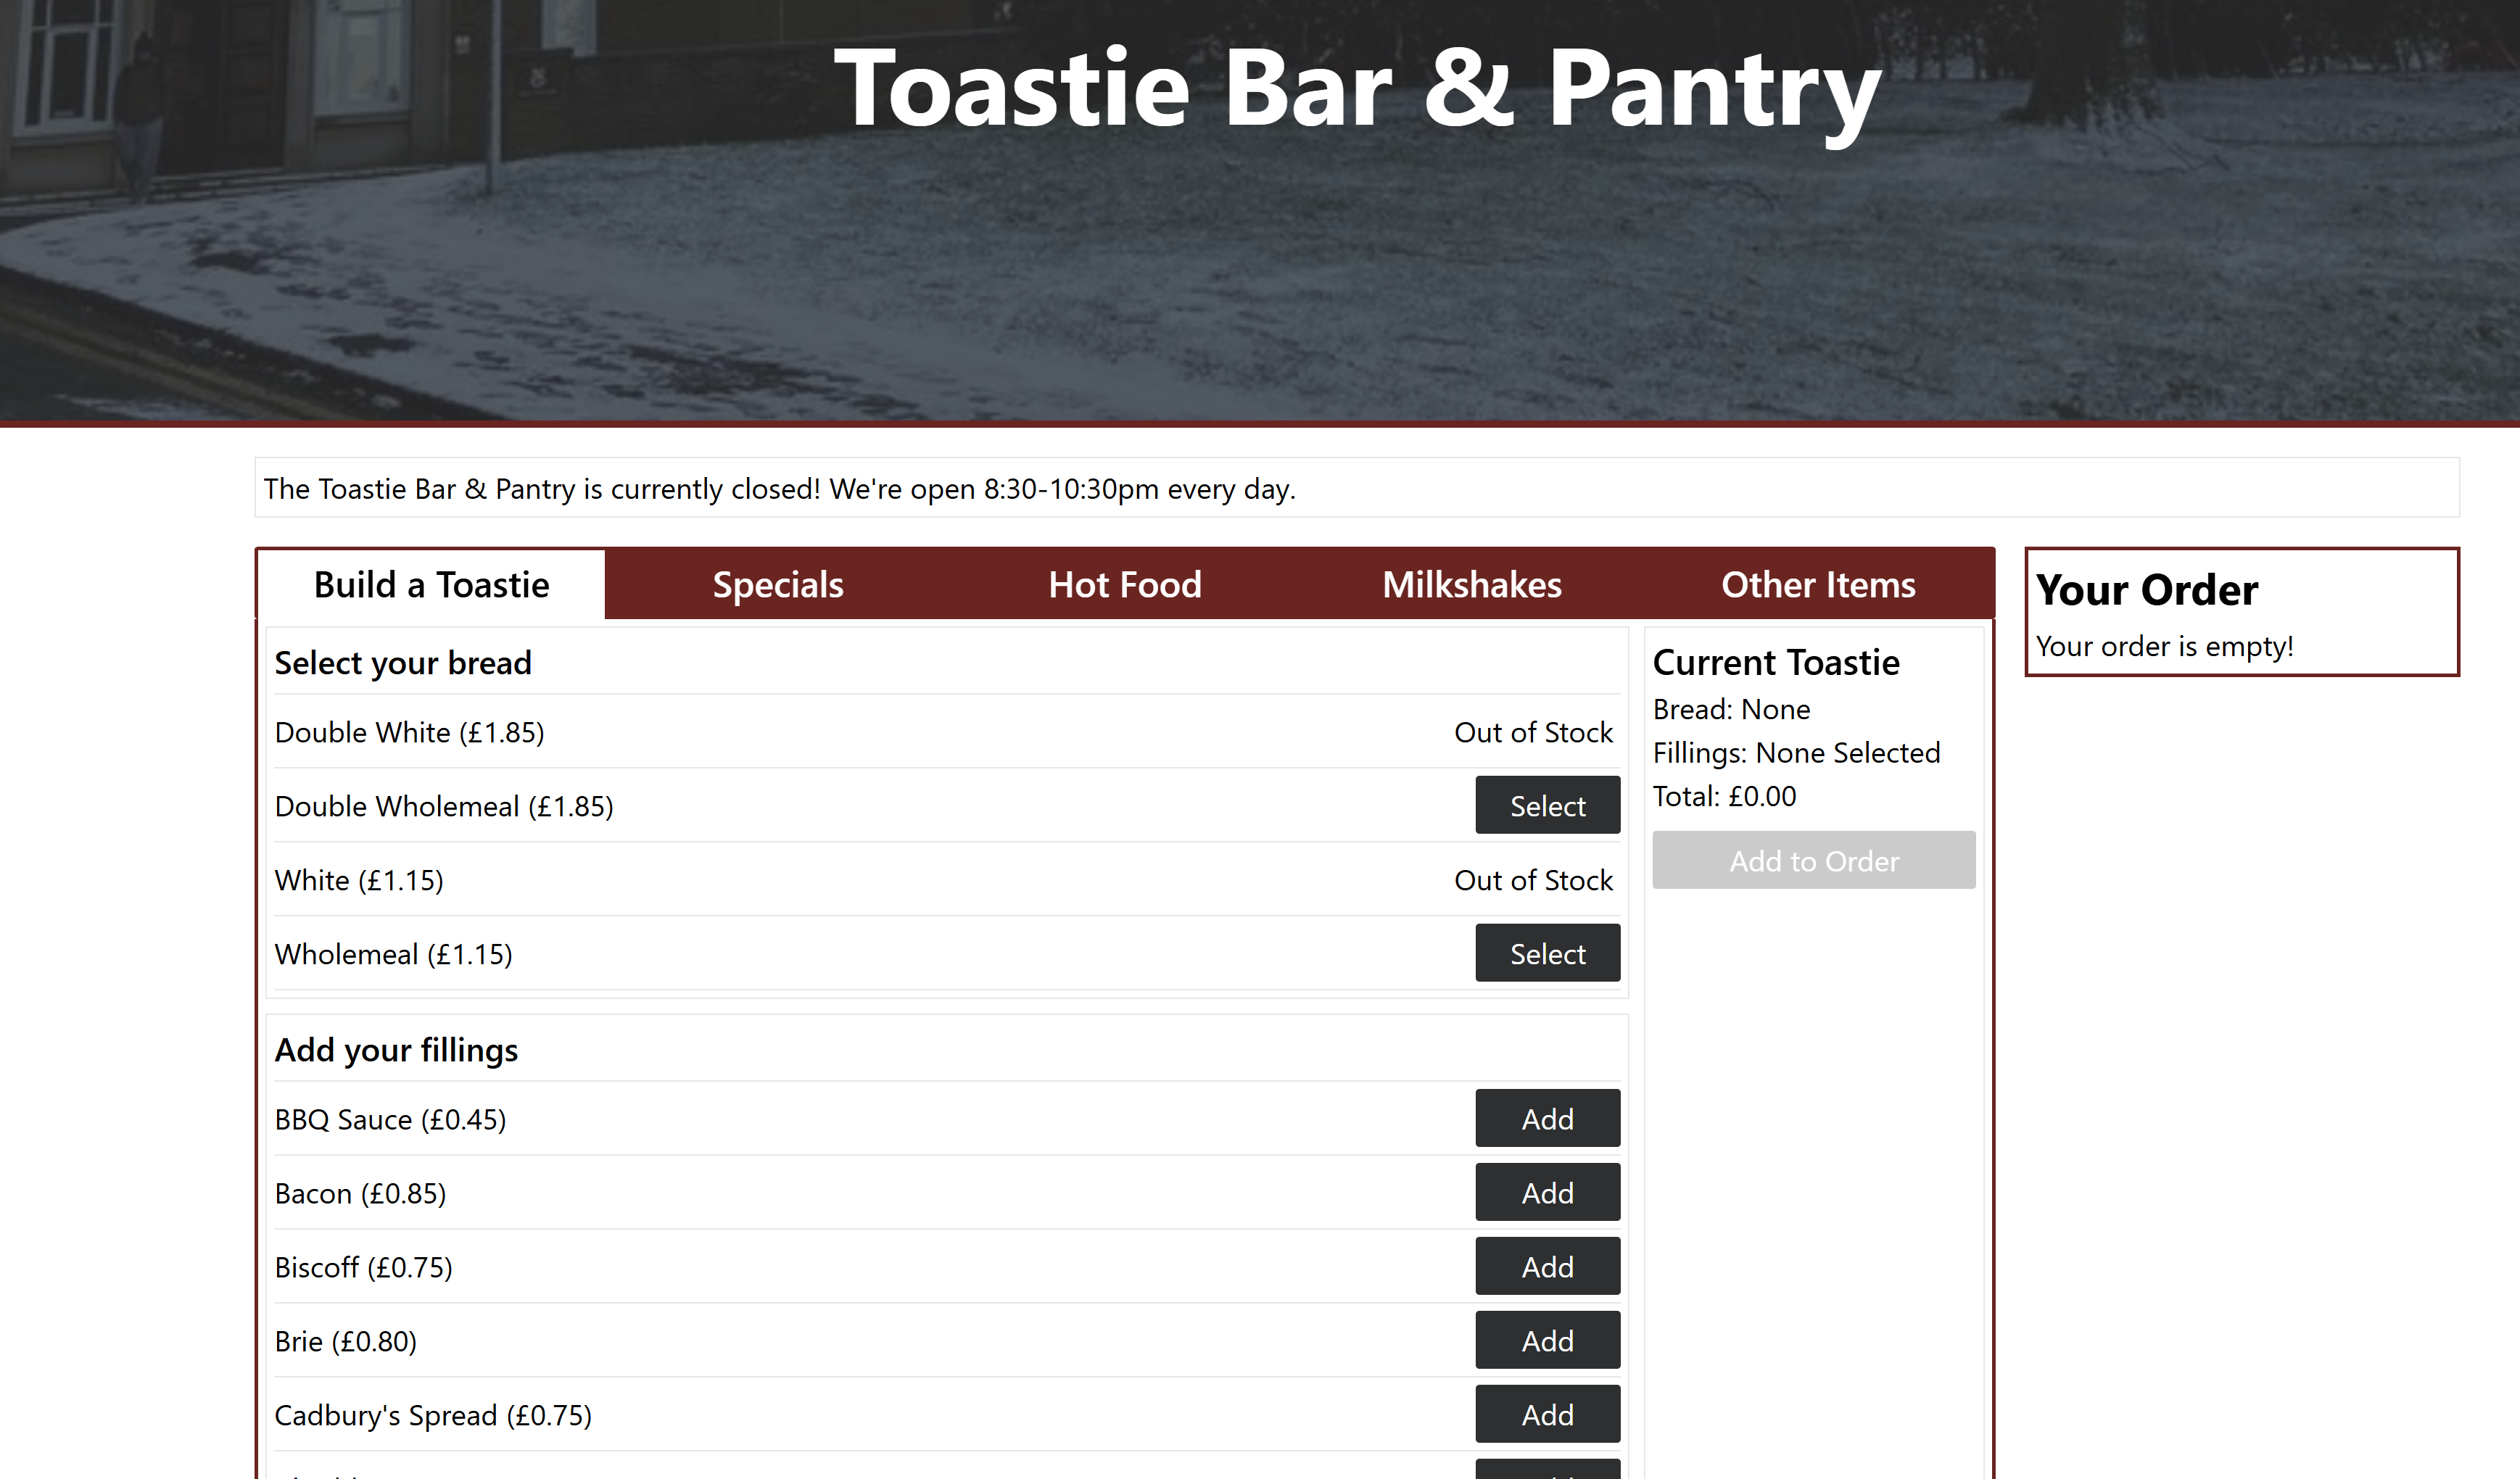 Toastie Bar & Pantry
The Toastie Bar & Pantry is currently closed! We're open 8:30-10:30pm every day.
Build a Toastie
Specials
Hot Food
Milkshakes
Other Items
Select your bread
Double White (£1.85)
Out of Stock
Double Wholemeal (£1.85)
Select
White (£1.15)
Out of Stock
Wholemeal (£1.15)
Select
Add your fillings
BBQ Sauce (£0.45)
Add
Bacon (£0.85)
Add
Biscoff (£0.75)
Add
Brie (£0.80)
Add
Cadbury's Spread (£0.75)
Add
Current Toastie
Bread: None
Fillings: None Selected
Total: £0.00
Add to Order
Your Order
Your order is empty!